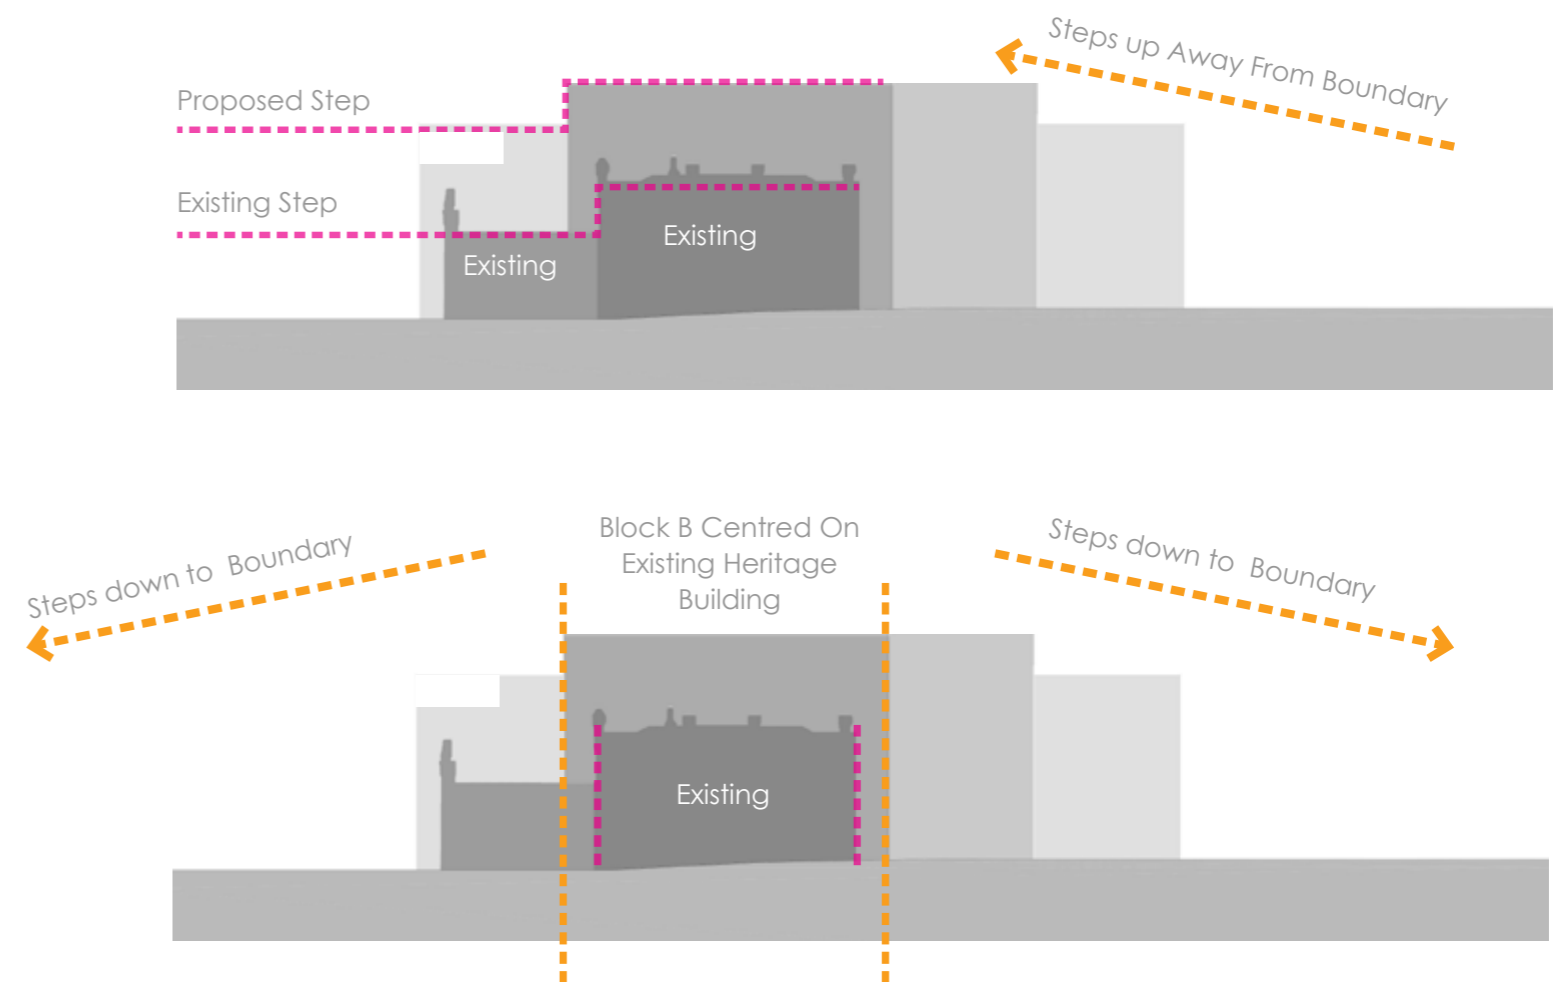 Steps up Away From Boundary
Proposed Step
Existing Step
Existing
Existing
Steps down to Boundary
Block B Centred On
Existing Heritage
Building
Steps down to Boundary
Existing